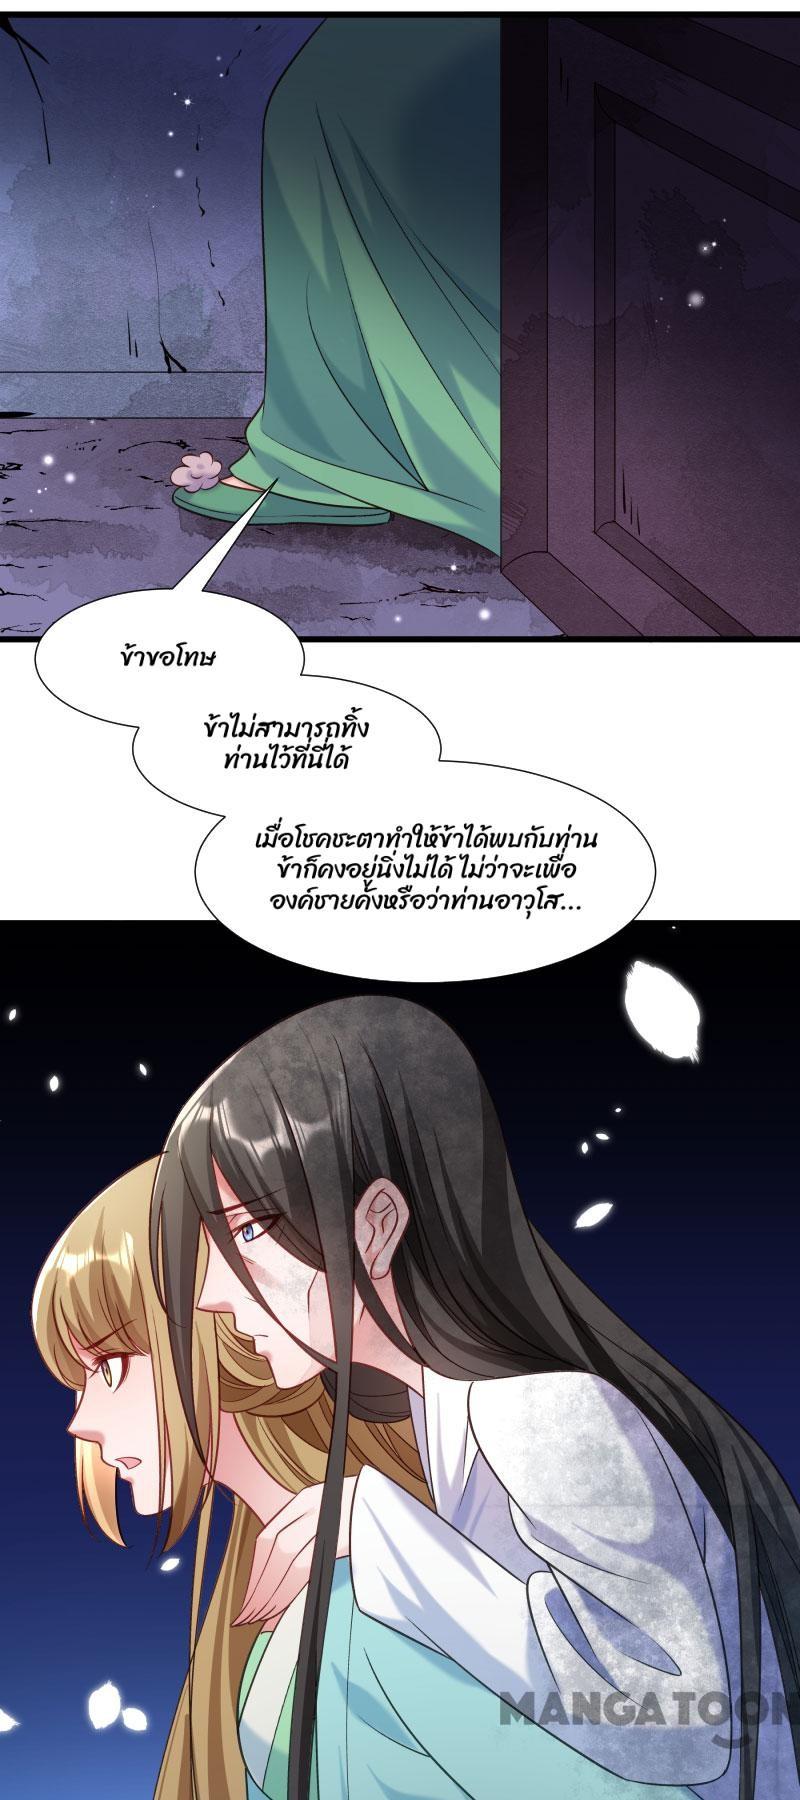 ข้าขอโทษ
ข้าไม่สามารถทิ้ง
ท่านไว้ที่นี่ได้
เมื่อโชคชะตาทำให้ข้าได้พบกับท่าน
ข้าก็คงอยู่นิ่งไม่ได้ ไม่ว่าจะเพื่อ
องค์ชายคังหรือว่าท่านอาวุโส...
MANGATOON